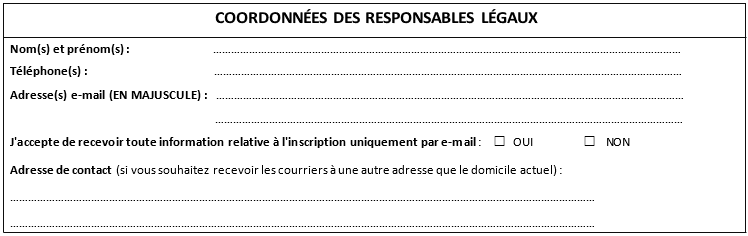 COORDONNÉES DES RESPONSABLES LÉGAUX
Nom(s) et prénom(s) : ........................................................................................................................
Téléphone(s) : ........................................................................................................................
Adresse(s) e-mail (EN MAJUSCULE) : ........................................................................................................................
........................................................................................................................
J'accepte de recevoir toute information relative à l'inscription uniquement par e-mail : ☐ OUI ☐ NON
Adresse de contact (si vous souhaitez recevoir les courriers à une autre adresse que le domicile actuel) :
........................................................................................................................
........................................................................................................................